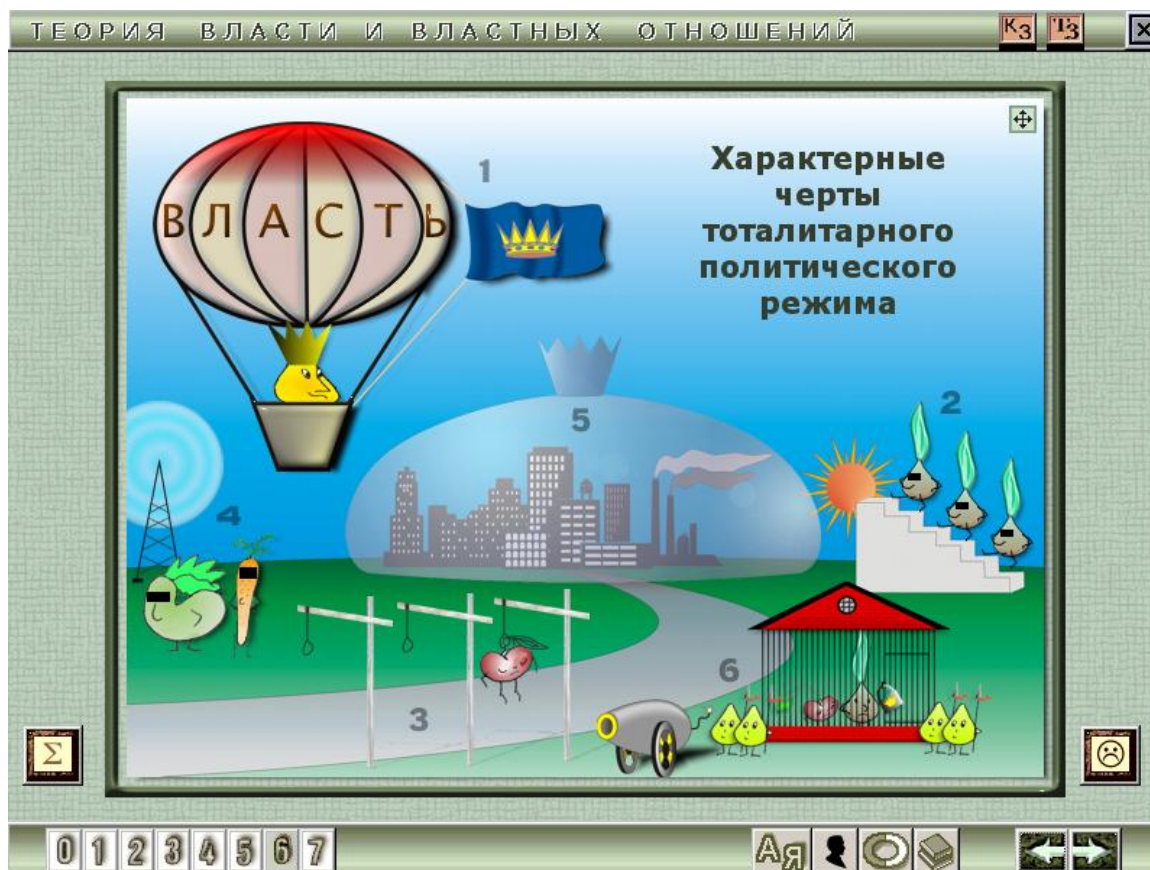 ТЕОРИЯ ВЛАСТИ И ВЛАСТНЫХ ОТНОШЕНИЙ
КЗ ТЗ
ВЛАСТЬ
1
Характерные
черты
тоталитарного
политического
режима
2
5
4
6
3
Σ
0 1 2 3 4 5 6 7
Ая